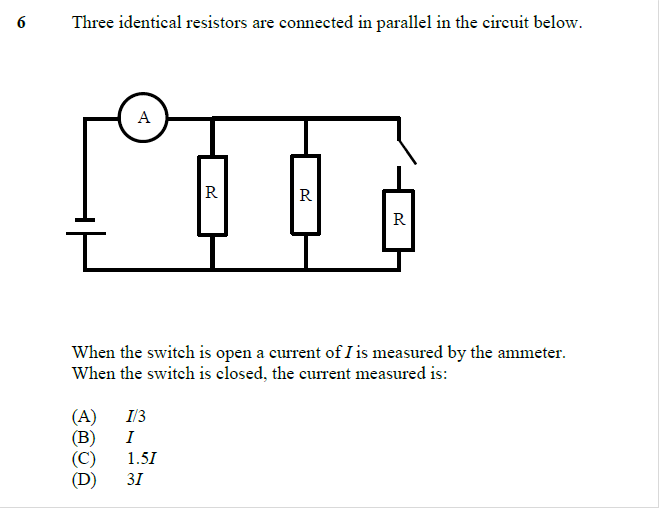 6 Three identical resistors are connected in parallel in the circuit below.
A
R
R
R
When the switch is open a current of I is measured by the ammeter.
When the switch is closed, the current measured is:
(A) I/3
(B) I
(C) 1.5I
(D) 3I